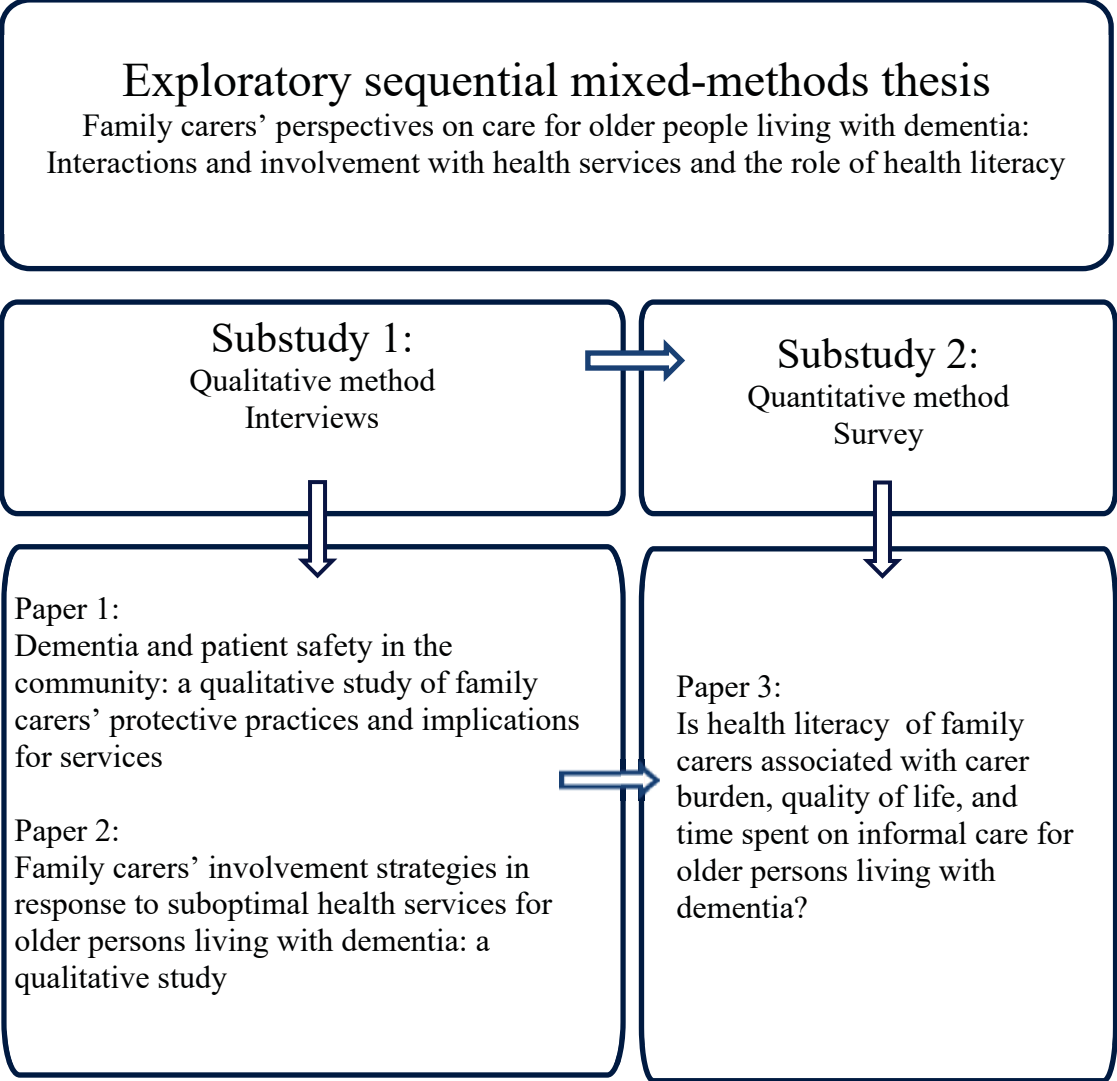 Exploratory sequential mixed-methods thesis
Family carers’ perspectives on care for older people living with dementia:
Interactions and involvement with health services and the role of health literacy
Substudy 1:
Qualitative method
Interviews
Substudy 2:
Quantitative method
Survey
Paper 1:
Dementia and patient safety in the
community: a qualitative study of family
carers’ protective practices and implications
for services
Paper 2:
Family carers’ involvement strategies in
response to suboptimal health services for
older persons living with dementia: a
qualitative study
Paper 3:
Is health literacy  of family
carers associated with carer
burden, quality of life, and
time spent on informal care for
older persons living with
dementia?